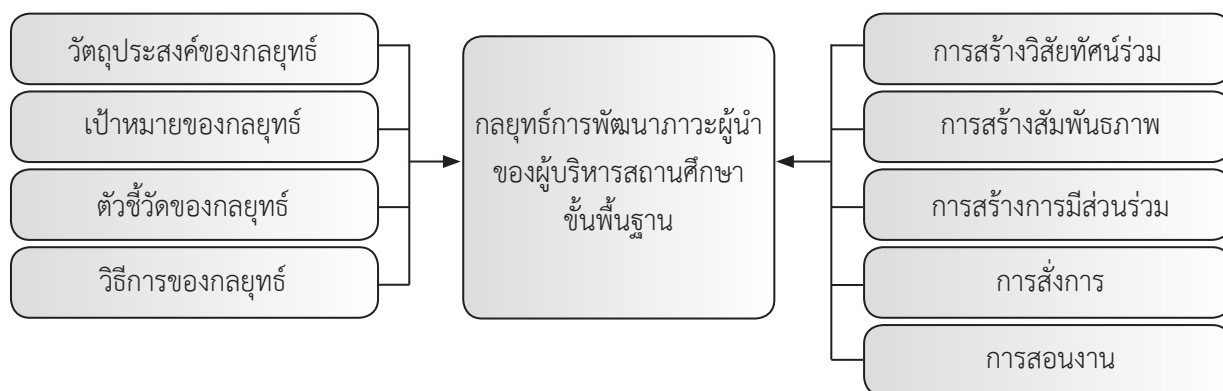 วัตถุประสงค์ของกลยุทธ์
เป้าหมายของกลยุทธ์
ตัวชี้วัดของกลยุทธ์
วิธีการของกลยุทธ์
กลยุทธ์การพัฒนาภาวะผู้นำ
ของผู้บริหารสถานศึกษา
ขั้นพื้นฐาน
การสร้างวิสัยทัศน์ร่วม
การสร้างสัมพันธภาพ
การสร้างการมีส่วนร่วม
การสั่งการ
การสอนงาน